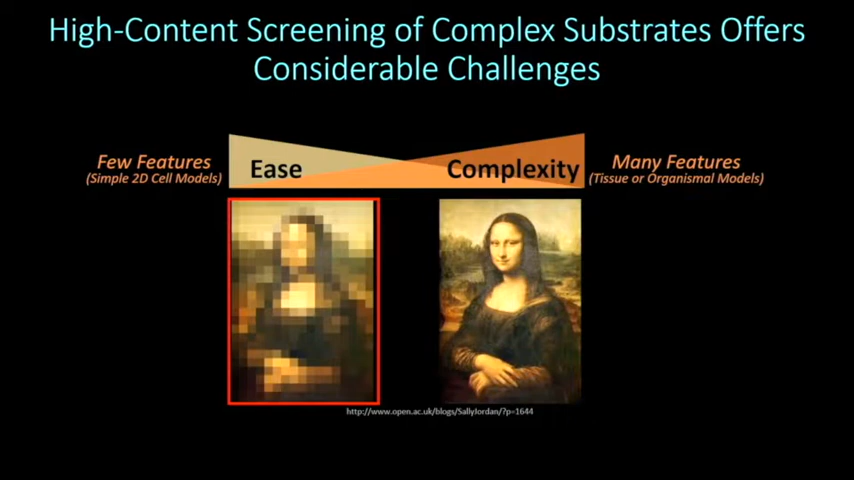 High-Content Screening of Complex Substrates Offers
Considerable Challenges
Few Features
(Simple 2D Cell Models)
Ease
Complexity
Many Features
(Tissue or Organismal Models)
http://www.open.ac.uk/blogs/SallyJordan/?p=1644